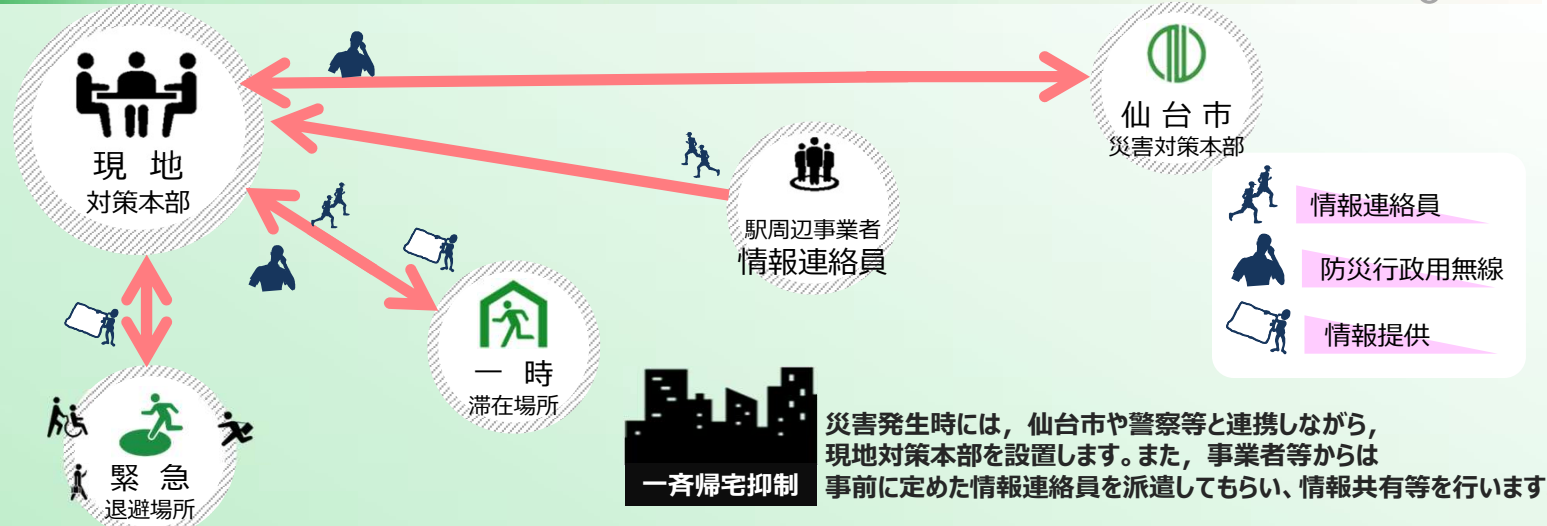 現地
対策本部
仙台市
災害対策本部
駅周辺事業者
情報連絡員
一時
滞在場所
緊急
退避場所
情報連絡員
防災行政用無線
情報提供
一斉帰宅抑制
災害発生時には，仙台市や警察等と連携しながら，
現地対策本部を設置します。また，事業者等からは
事前に定めた情報連絡員を派遣してもらい、情報共有等を行います